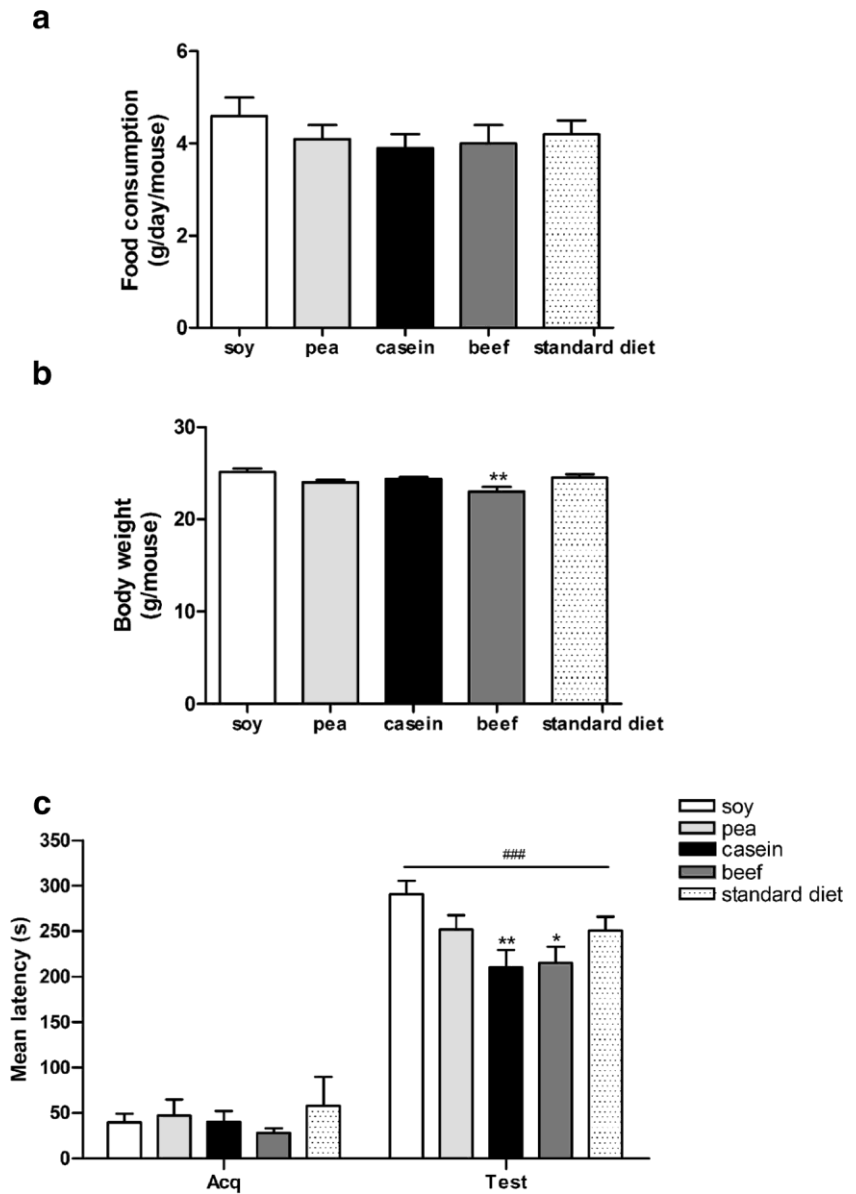 a
Food consumption
(g/day/mouse)
6
4
2
0
soy pea casein beef standard diet
b
Body weight
(g/mouse)
30
20
10
0
**
soy pea casein beef standard diet
c
Mean latency (s)
350
300
250
200
150
100
50
0
###
** *
Acq Test
soy
pea
casein
beef
standard diet